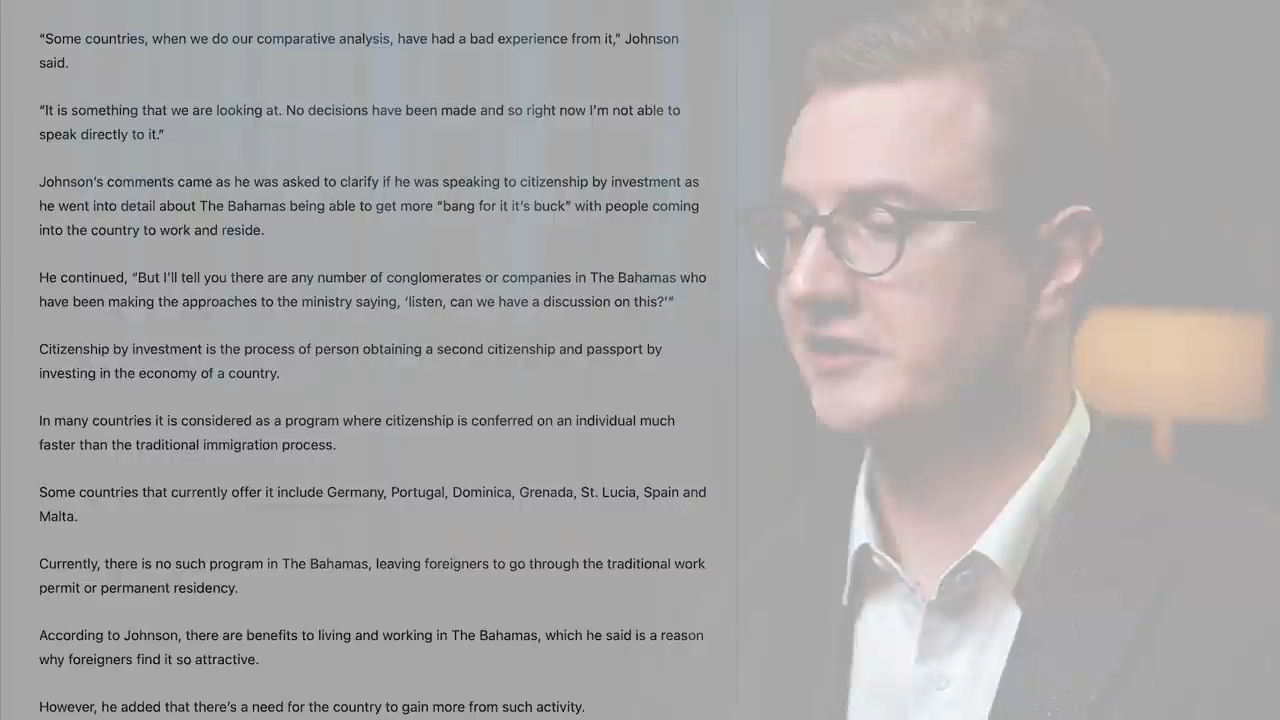 “Some countries, when we do our comparative analysis, have had a bad experience from it,” Johnson
said.
“It is something that we are looking at. No decisions have been made and so right now I’m not able to
speak directly to it.”
Johnson’s comments came as he was asked to clarify if he was speaking to citizenship by investment as
he went into detail about The Bahamas being able to get more “bang for it it’s buck” with people coming
into the country to work and reside.
He continued, “But I’ll tell you there are any number of conglomerates or companies in The Bahamas who
have been making the approaches to the ministry saying, ‘listen, can we have a discussion on this?’”
Citizenship by investment is the process of person obtaining a second citizenship and passport by
investing in the economy of a country.
In many countries it is considered as a program where citizenship is conferred on an individual much
faster than the traditional immigration process.
Some countries that currently offer it include Germany, Portugal, Dominica, Grenada, St. Lucia, Spain and
Malta.
Currently, there is no such program in The Bahamas, leaving foreigners to go through the traditional work
permit or permanent residency.
According to Johnson, there are benefits to living and working in The Bahamas, which he said is a reason
why foreigners find it so attractive.
However, he added that there’s a need for the country to gain more from such activity.